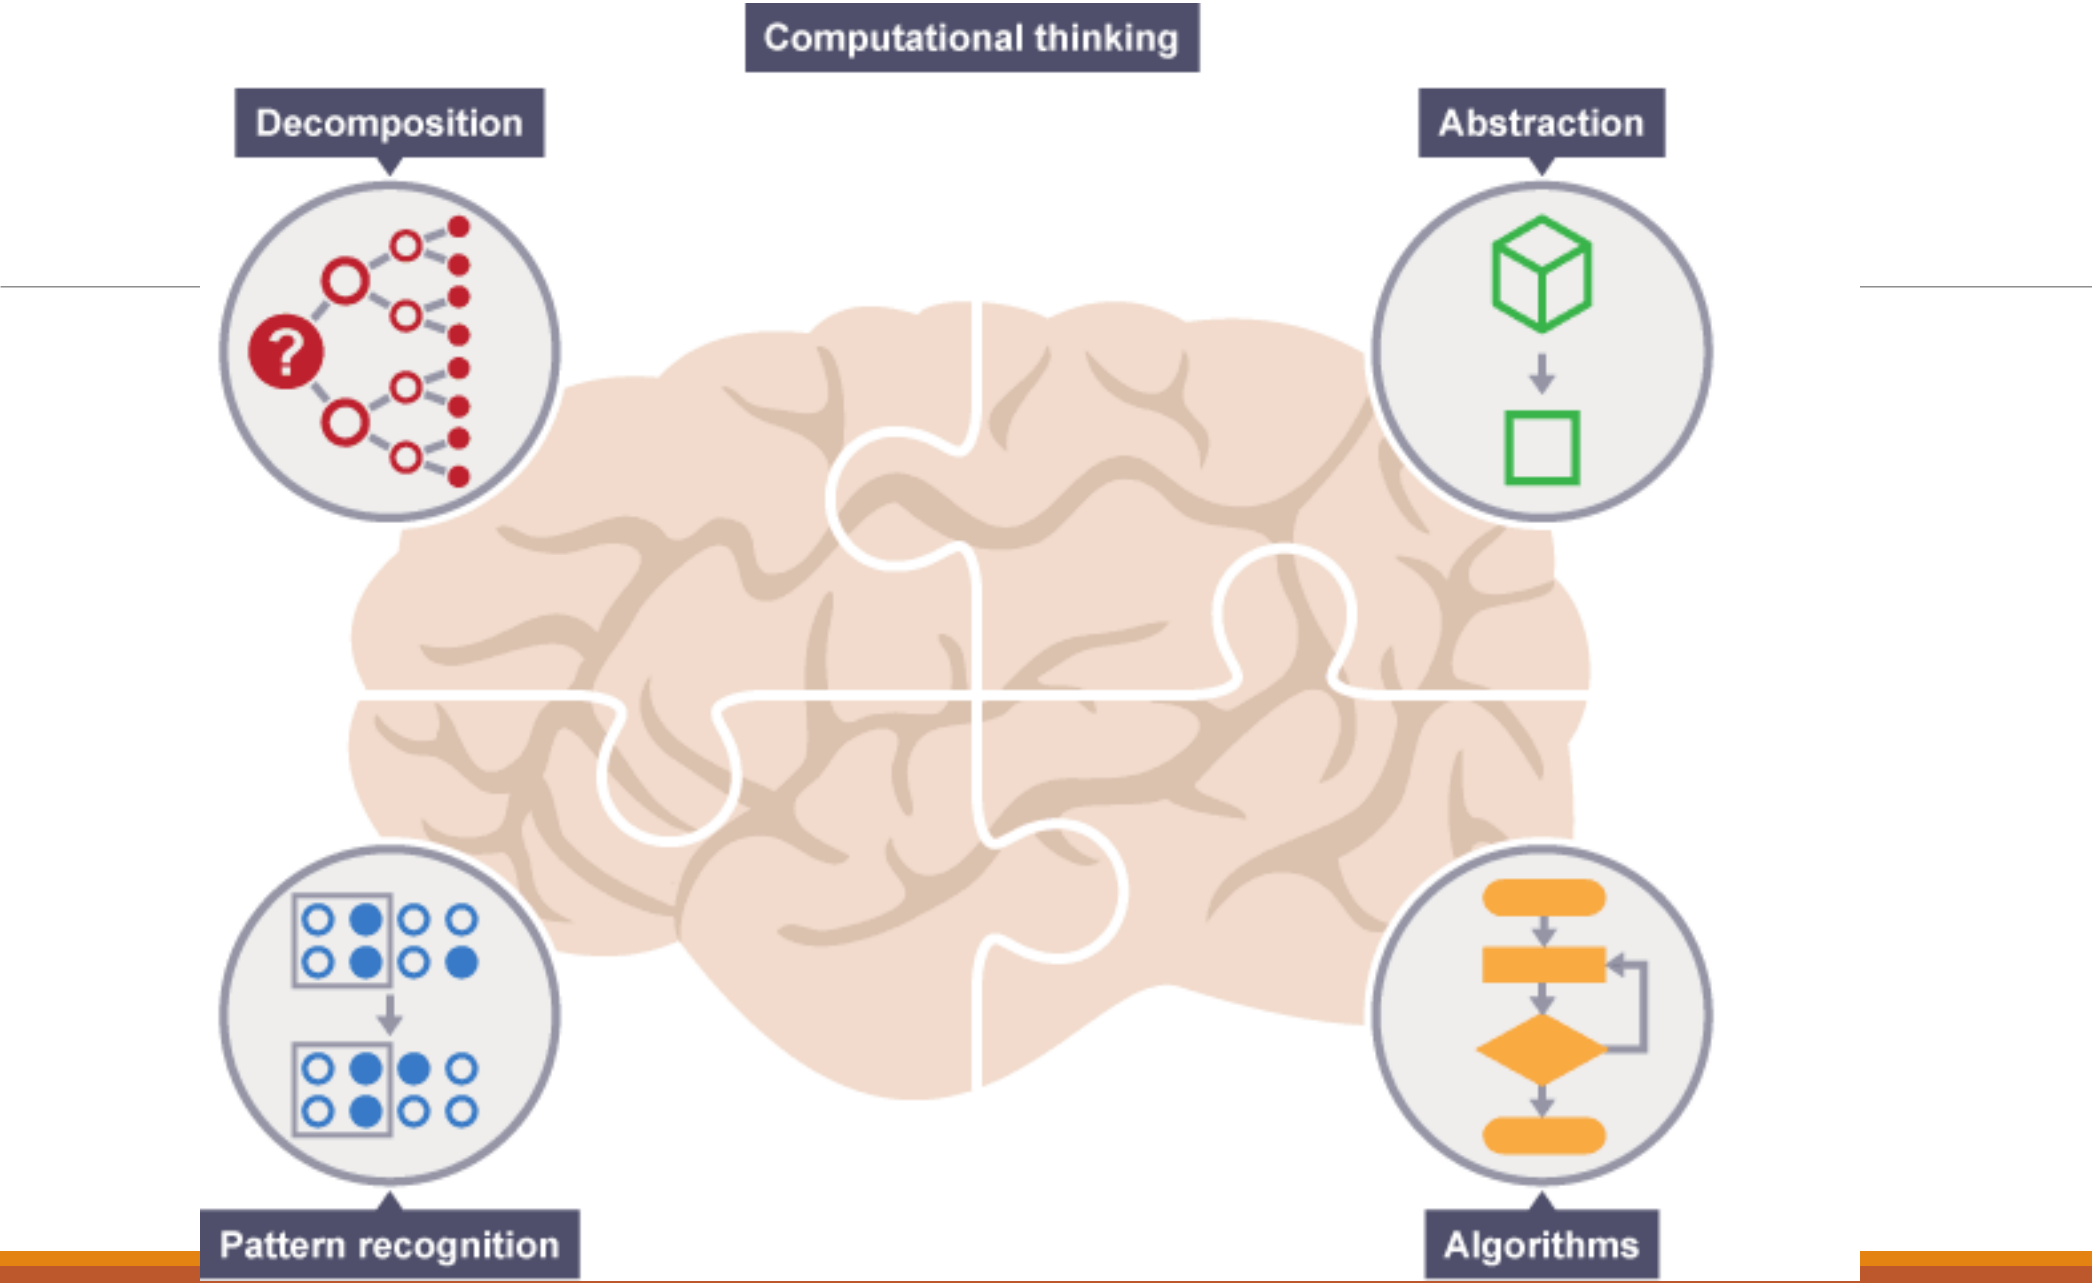 Computational thinking
Decomposition
Abstraction
?
Pattern recognition
Algorithms